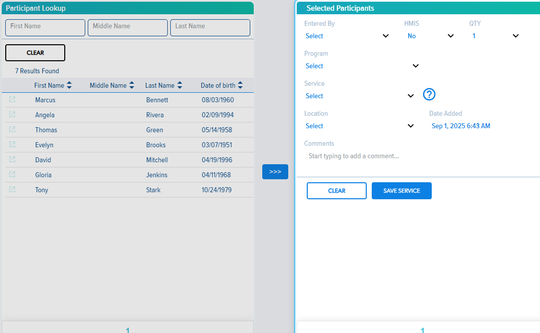 Participant Lookup
First Name Middle Name Last Name
CLEAR
7 Results Found
First Name Middle Name Last Name Date of birth
Marcus Bennett 08/03/1960
Angela Rivera 02/09/1994
Thomas Green 05/14/1958
Evelyn Brooks 03/07/1951
David Mitchell 04/19/1996
Gloria Jenkins 04/11/1968
Tony Stark 10/24/1979
1
>>>
Selected Participants
Entered By HMIS QTY
Select No 1
Program
Select
Service
Select ?
Location Date Added
Select Sep 1, 2025 6:43 AM
Comments
Start typing to add a comment...
CLEAR SAVE SERVICE
1